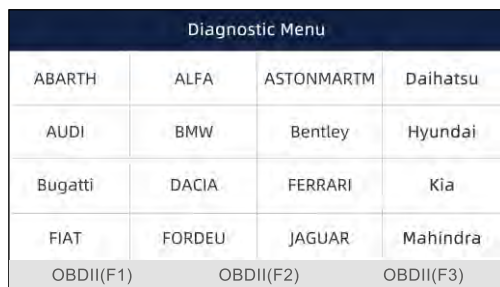 Diagnostic Menu
ABARTH ALFA ASTONMARTM Daihatsu
AUDI BMW Bentley Hyundai
Bugatti DACIA FERRARI Kia
FIAT FORDEU JAGUAR Mahindra
OBDII(F1) OBDII(F2) OBDII(F3)